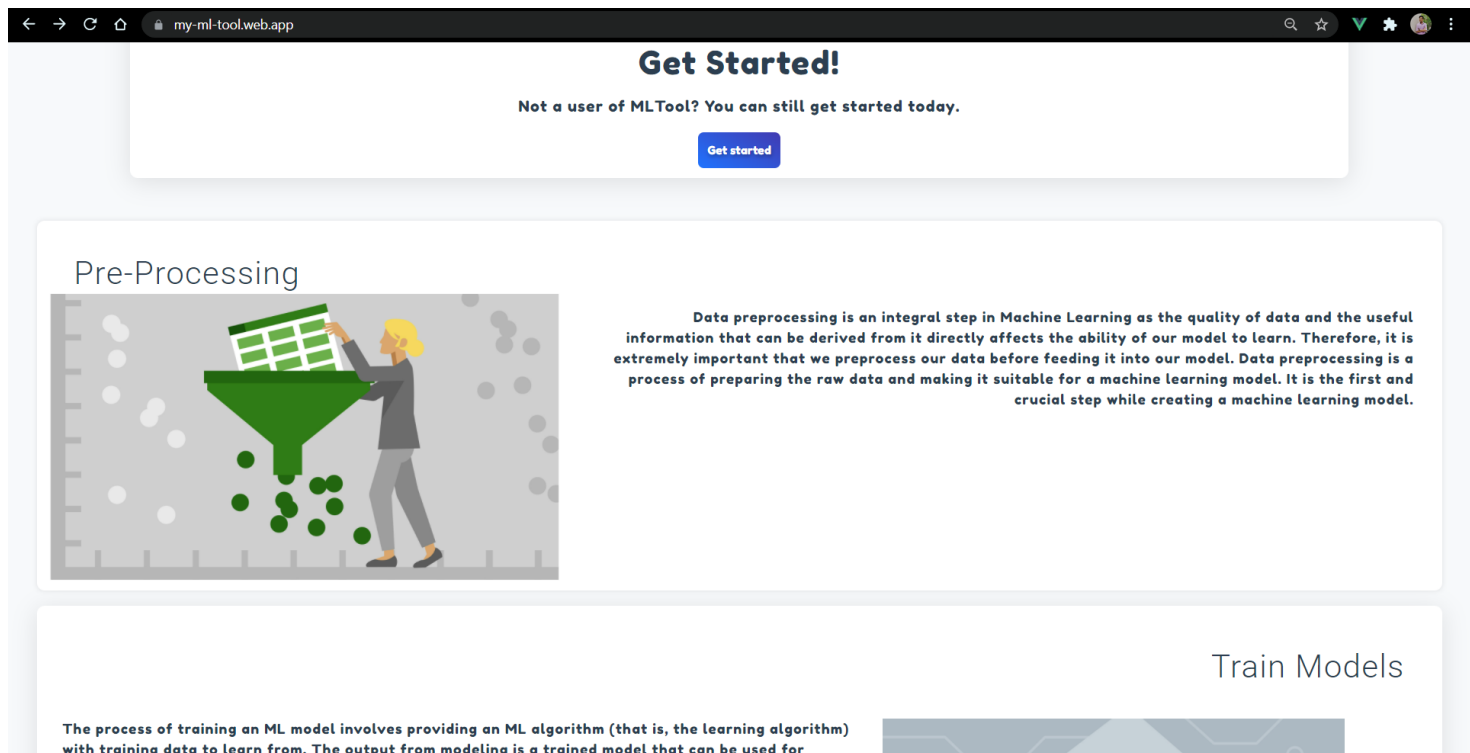 my-ml-tool.web.app
Get Started!
Not a user of MLTool? You can still get started today.
Get started
Pre-Processing
Data preprocessing is an integral step in Machine Learning as the quality of data and the useful
information that can be derived from it directly affects the ability of our model to learn. Therefore, it is
extremely important that we preprocess our data before feeding it into our model. Data preprocessing is a
process of preparing the raw data and making it suitable for a machine learning model. It is the first and
crucial step while creating a machine learning model.
Train Models
The process of training an ML model involves providing an ML algorithm (that is, the learning algorithm)
with training data to learn from. The output from modeling is a trained model that can be used for